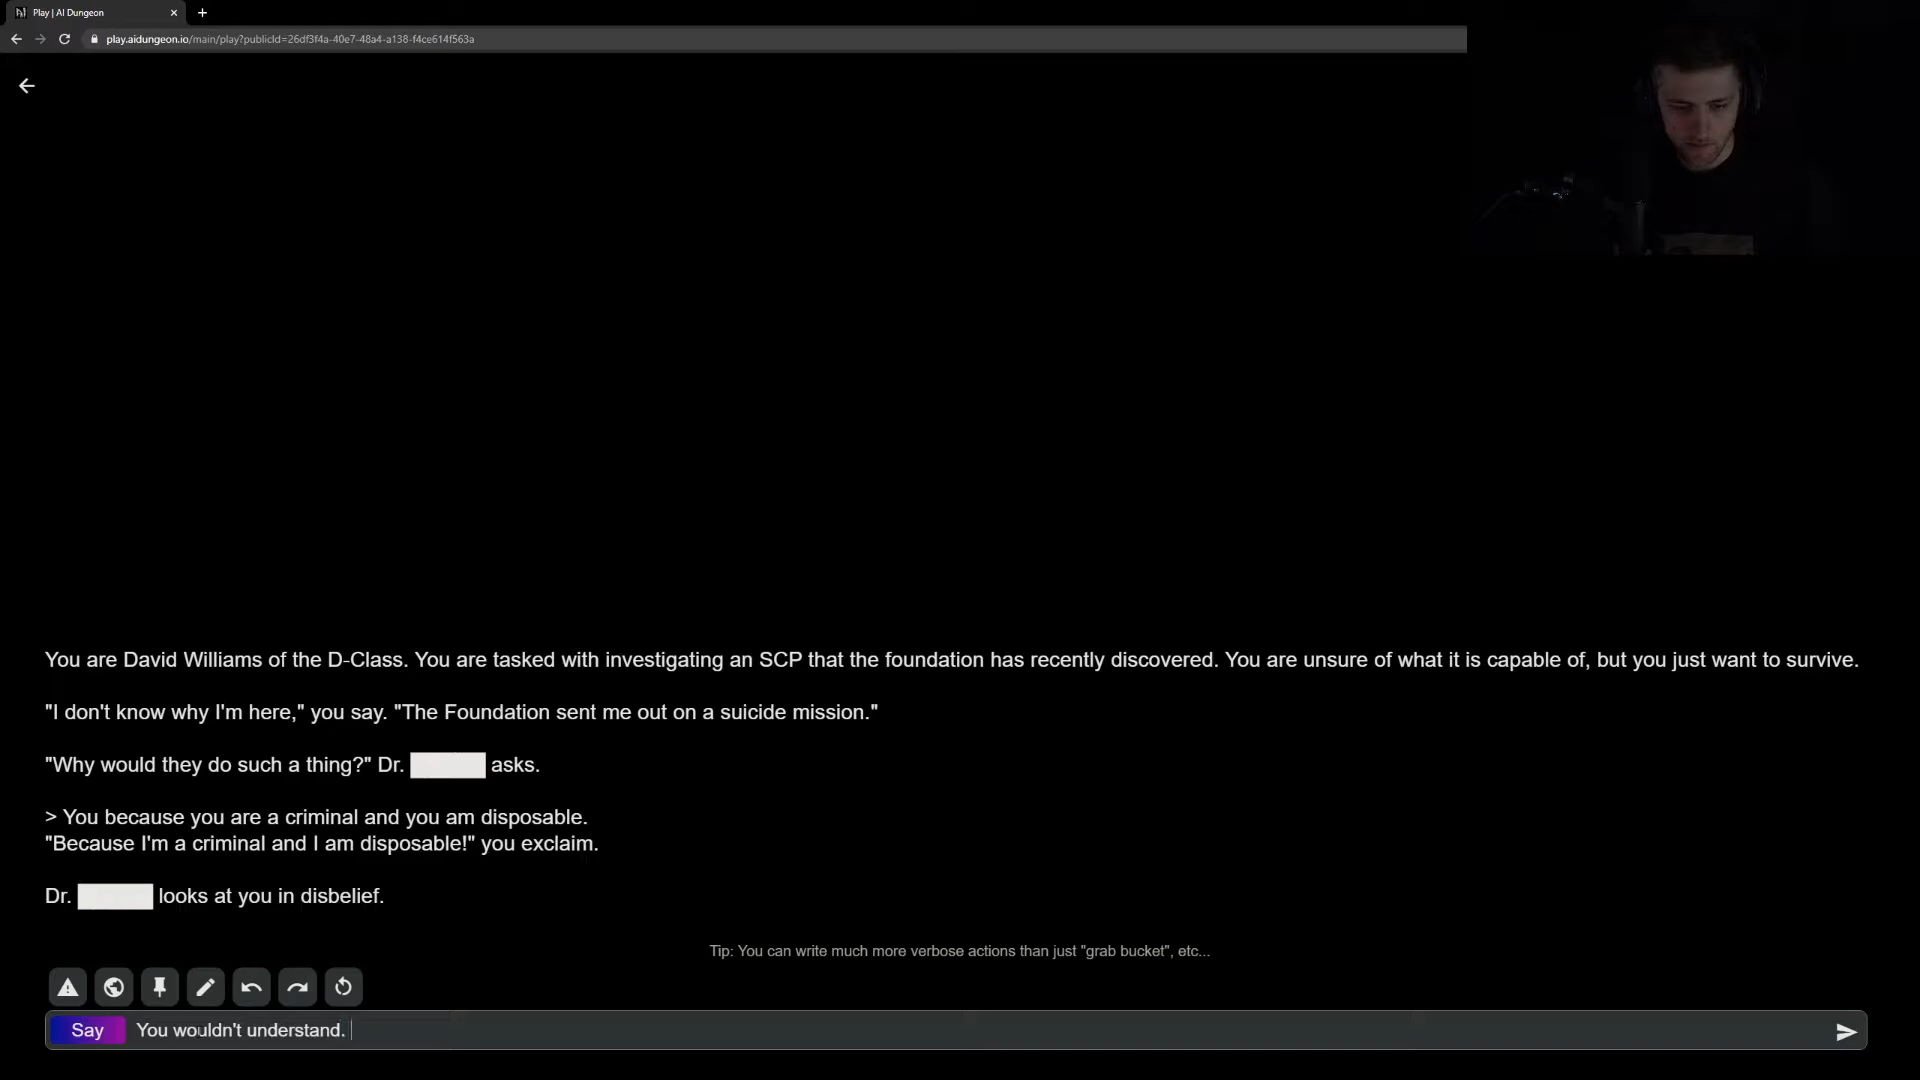 Play | AI Dungeon
play.aidungeon.io/main/play?publicId=26df3f4a-40e7-48a4-a138-f4ce614f563a
You are David Williams of the D-Class. You are tasked with investigating an SCP that the foundation has recently discovered. You are unsure of what it is capable of, but you just want to survive.
"I don't know why I'm here," you say. "The Foundation sent me out on a suicide mission."
"Why would they do such a thing?" Dr. ██████ asks.
> You because you are a criminal and you am disposable.
"Because I'm a criminal and I am disposable!" you exclaim.
Dr. ██████ looks at you in disbelief.
Tip: You can write much more verbose actions than just "grab bucket", etc...
Say You wouldn't understand.